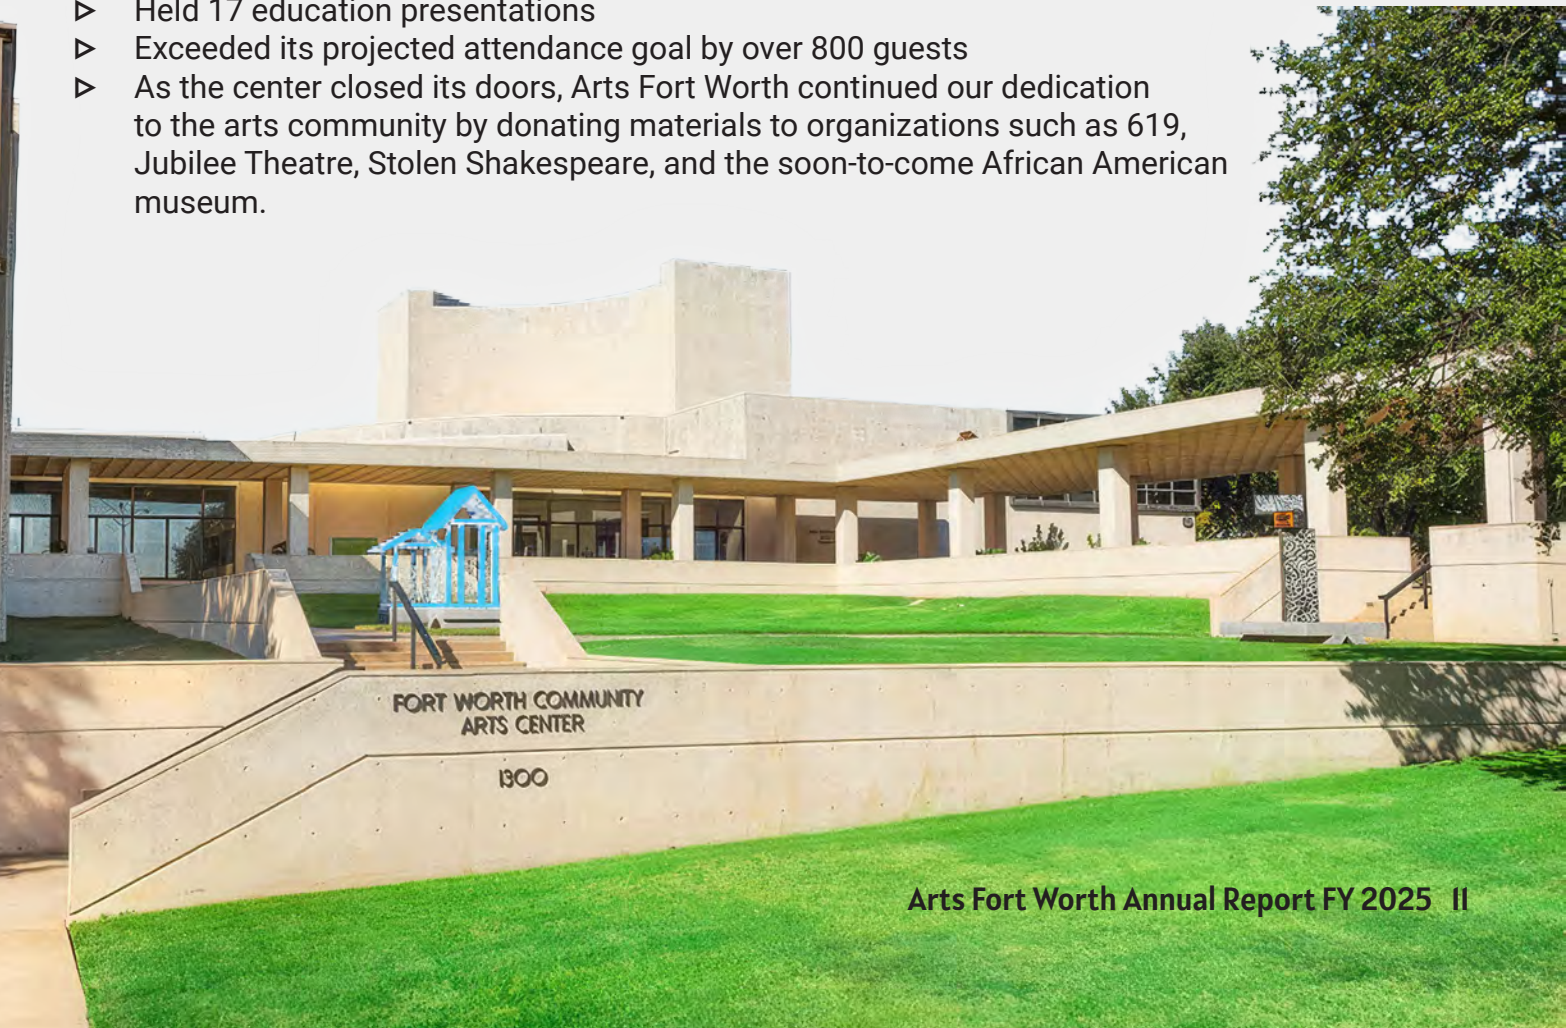 ▷ Held 17 education presentations
▷ Exceeded its projected attendance goal by over 800 guests
▷ As the center closed its doors, Arts Fort Worth continued our dedication
to the arts community by donating materials to organizations such as 619,
Jubilee Theatre, Stolen Shakespeare, and the soon-to-come African American
museum.
FORT WORTH COMMUNITY
ARTS CENTER
1300
Arts Fort Worth Annual Report FY 2025 11